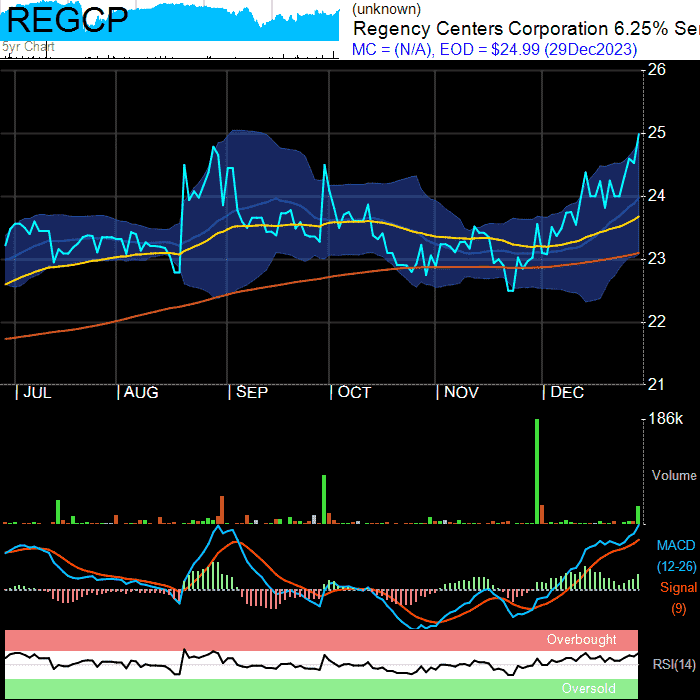 REGCP
5yr Chart
(unknown)
Regency Centers Corporation 6.25% Ser
MC = (N/A), EOD = $24.99 (29Dec2023)
26
25
24
23
22
21
JUL AUG SEP OCT NOV DEC
186k
Volume
MACD
(12-26)
Signal
(9)
Overbought
RSI(14)
Oversold